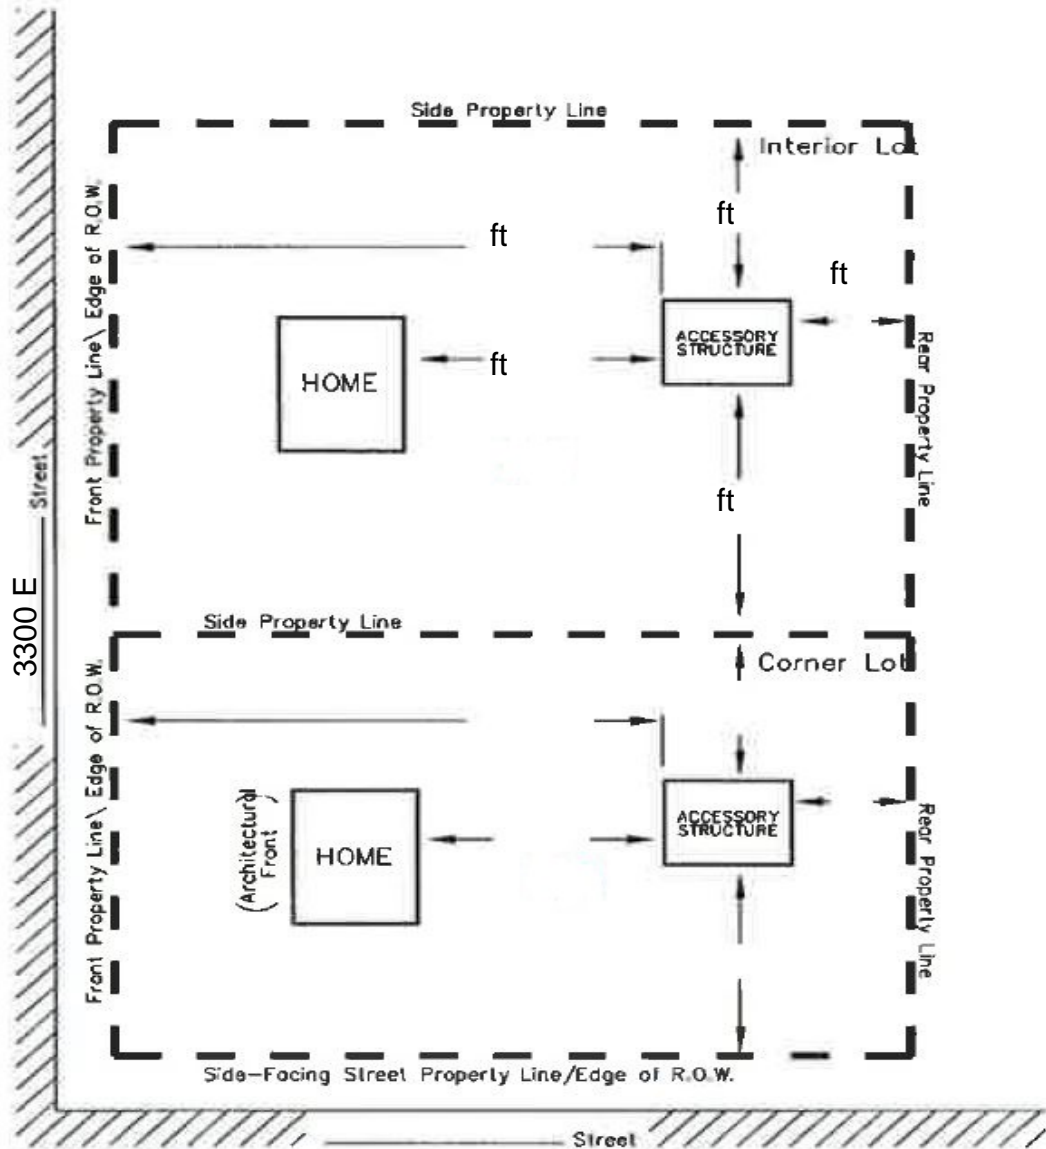 Side Property Line
Interior Lot
Front Property Line\ Edge of R.O.W.
ft
ft
ft
ACCESSORY
STRUCTURE
HOME
ft
Rear Property Line
ft
Street
3300 E
Side Property Line
Corner Lot
Front Property Line\ Edge of R.O.W.
(Architectural
Front)
HOME
ACCESSORY
STRUCTURE
Rear Property Line
Side-Facing Street Property Line/Edge of R.O.W.
Street